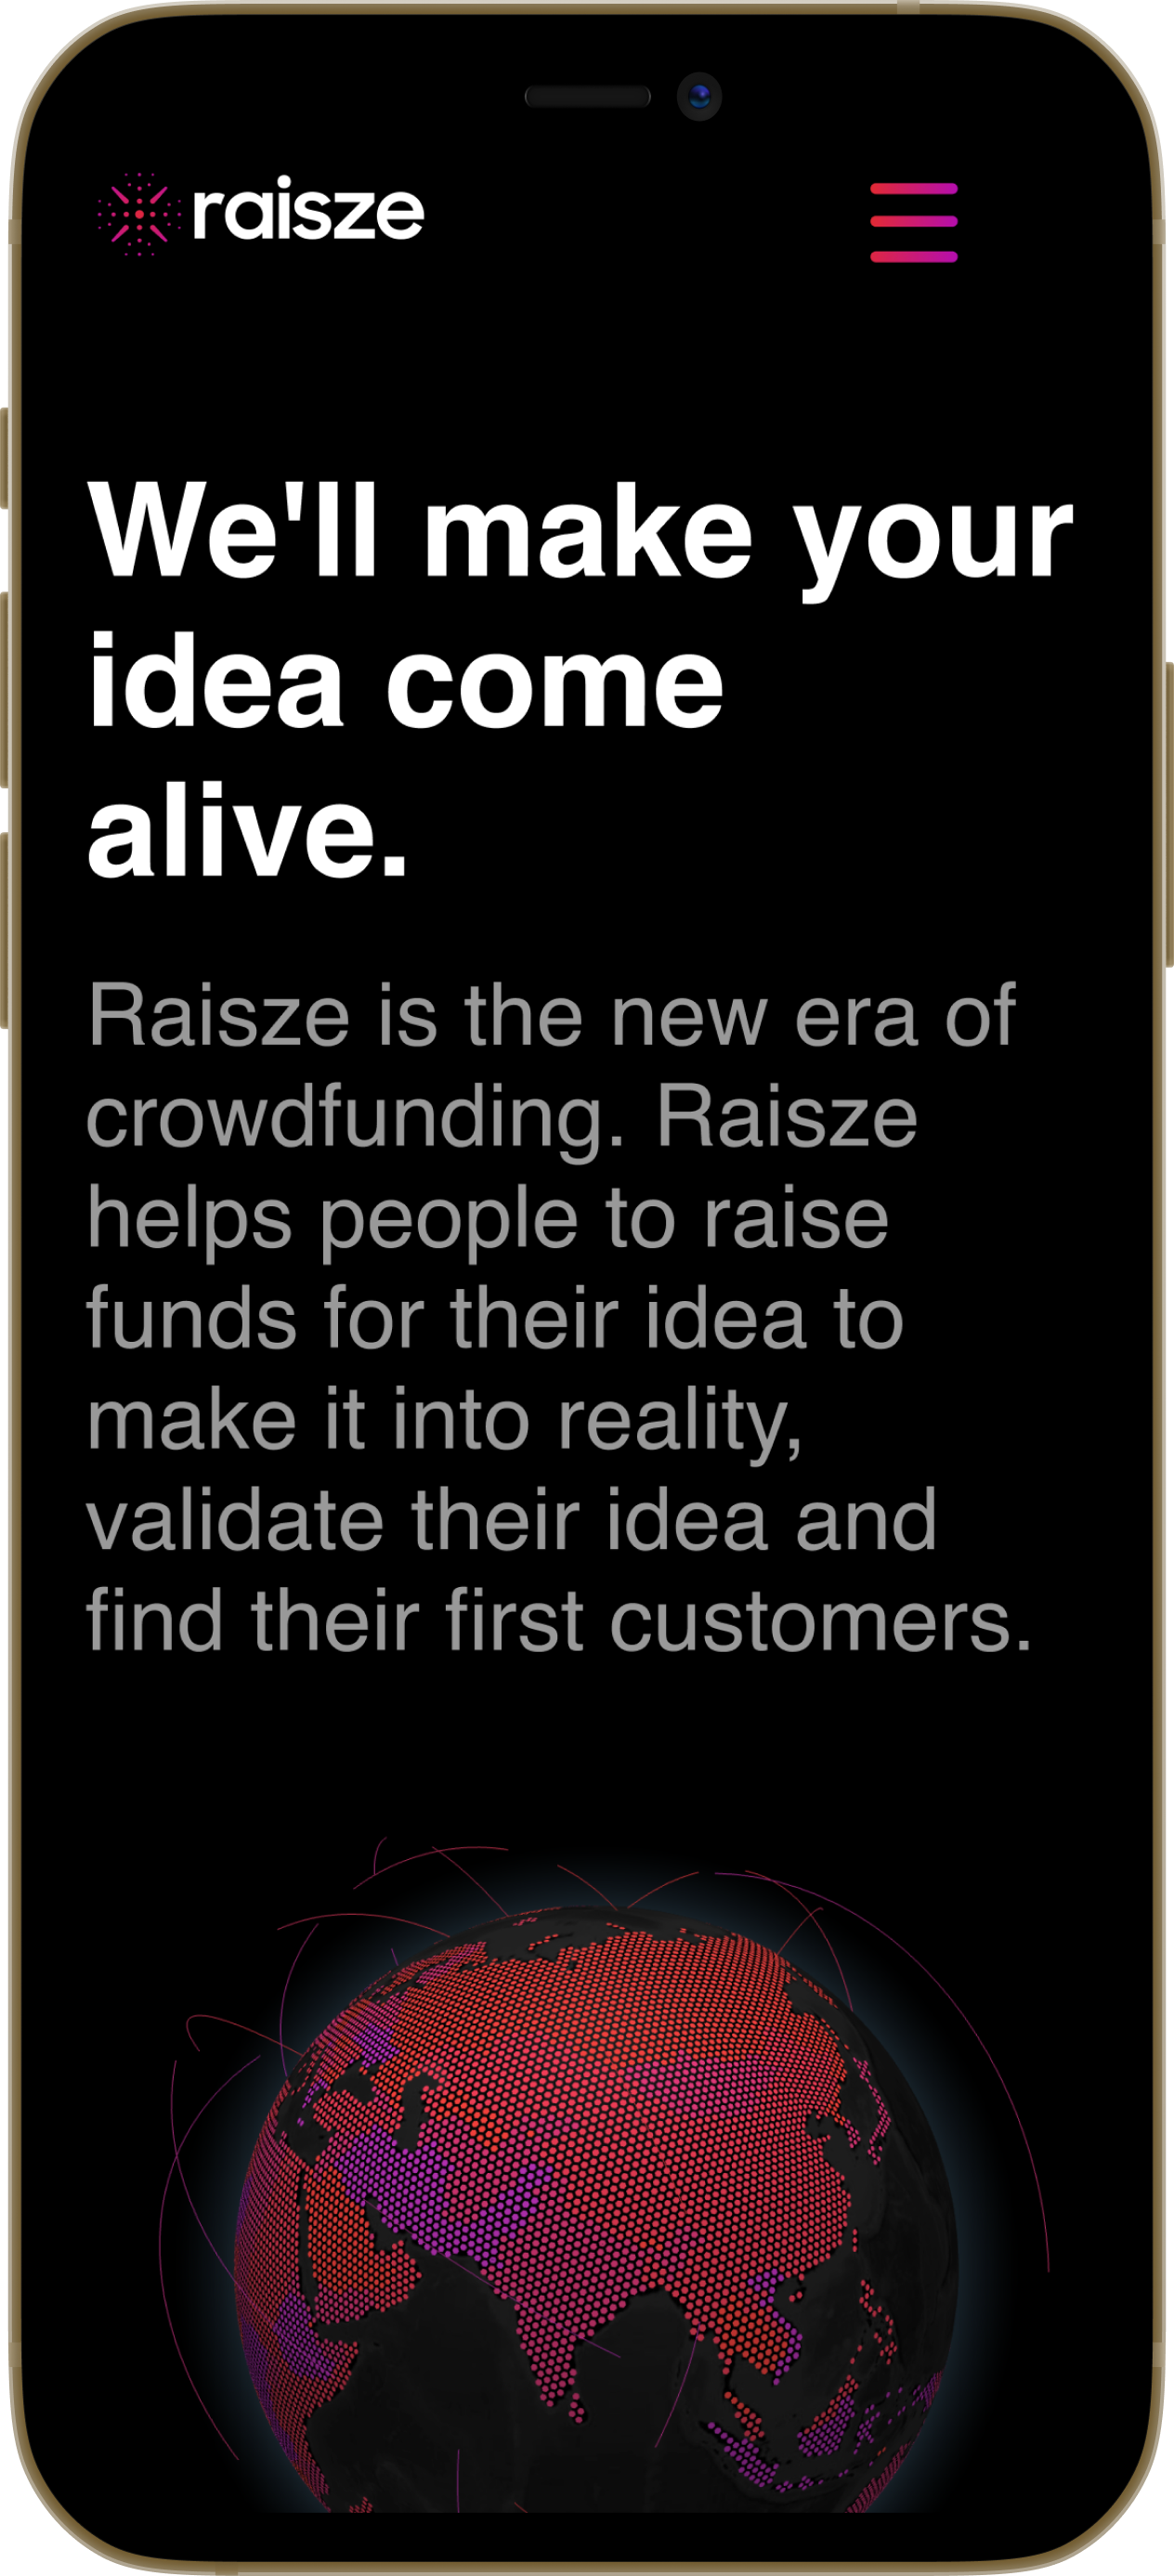 raisze
We'll make your
idea come
alive.
Raisze is the new era of
crowdfunding. Raisze
helps people to raise
funds for their idea to
make it into reality,
validate their idea and
find their first customers.